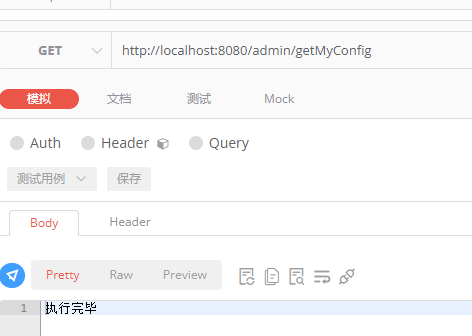 GET http://localhost:8080/admin/getMyConfig
模拟 文档 测试 Mock
Auth Header Query
测试用例 保存
Body Header
Pretty Raw Preview
1 执行完毕